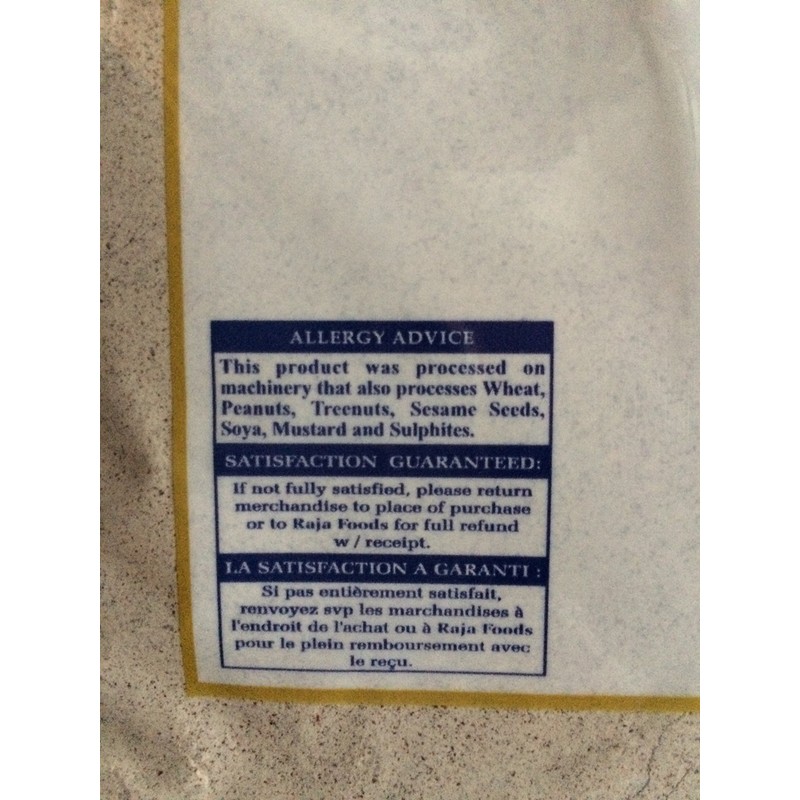 ALLERGY ADVICE
This product was processed on
machinery that also processes Wheat,
Peanuts, Treenuts, Sesame Seeds,
Soya, Mustard and Sulphites.
SATISFACTION GUARANTEED:
If not fully satisfied, please return
merchandise to place of purchase
or to Raja Foods for full refund
w / receipt.
LA SATISFACTION A GARANTI :
Si pas entièrement satisfait,
renvoyez svp les marchandises à
l'endroit de l'achat ou à Raja Foods
pour le plein remboursement avec
le reçu.